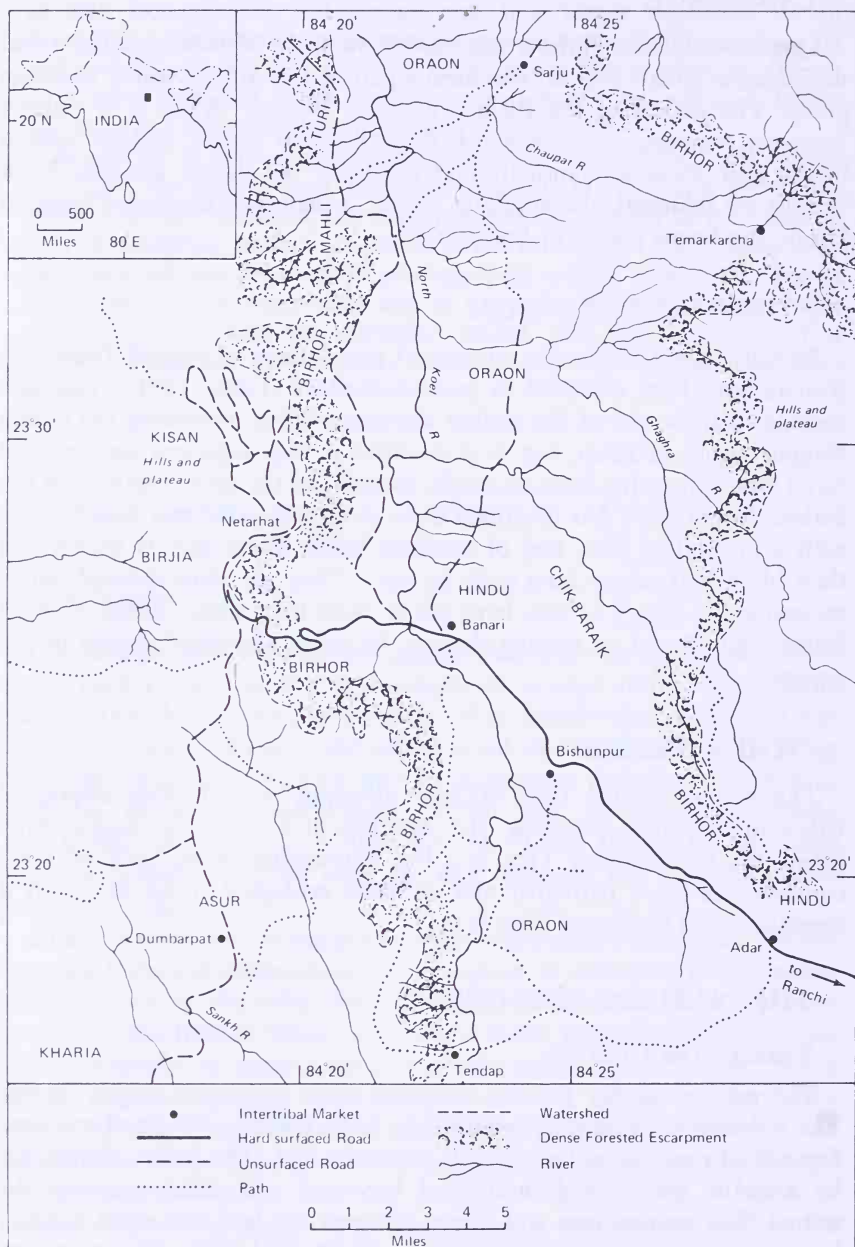 84 20'
84°25'
ORAON
Sarju
TURI
BIRHOR
20°N
INDIA
Chaupat R
MAHLI
0 500
Miles
80 E
Temarkarcha
North
BIRHOR
ORAON
Koel
Hills and
plateau
KISAN
23°30'
Ghaghra
Hills and
plateau
R
R
Netarhat
BIRJIA
HINDU
CHIK BARAIK
Banari
BIRHOR
Bishunpur
BIRHOR
BIRHOR
23°20'
23°20'
ASUR
HINDU
ORAON
Dumbarpat
Adar
to
Ranchi
Sankh R
KHARIA
Tendap
84°20'
84°25'
Intertribal Market
Watershed
Hard surfaced Road
Dense Forested Escarpment
Unsurfaced Road
River
Path
0 1 2 3 4 5
Miles